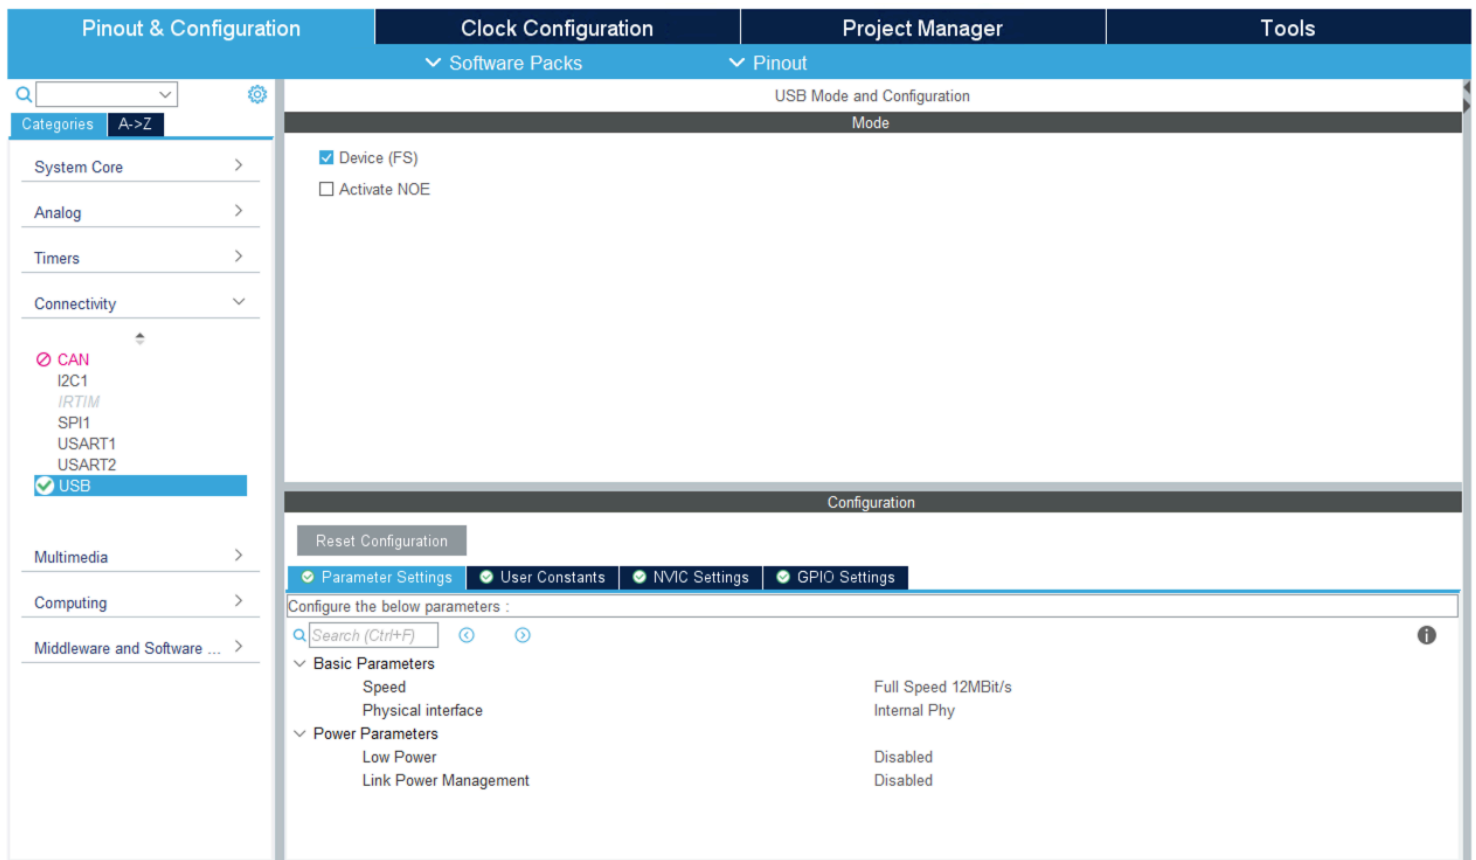 Pinout & Configuration
Clock Configuration
Project Manager
Tools
Software Packs
Pinout
Categories
A->Z
System Core
Analog
Timers
Connectivity
CAN
I2C1
IRTIM
SPI1
USART1
USART2
USB
Multimedia
Computing
Middleware and Software ...
USB Mode and Configuration
Mode
Device (FS)
Activate NOE
Configuration
Reset Configuration
Parameter Settings
User Constants
NVIC Settings
GPIO Settings
Configure the below parameters :
Search (Ctrl+F)
Basic Parameters
Speed Full Speed 12MBit/s
Physical interface Internal Phy
Power Parameters
Low Power Disabled
Link Power Management Disabled